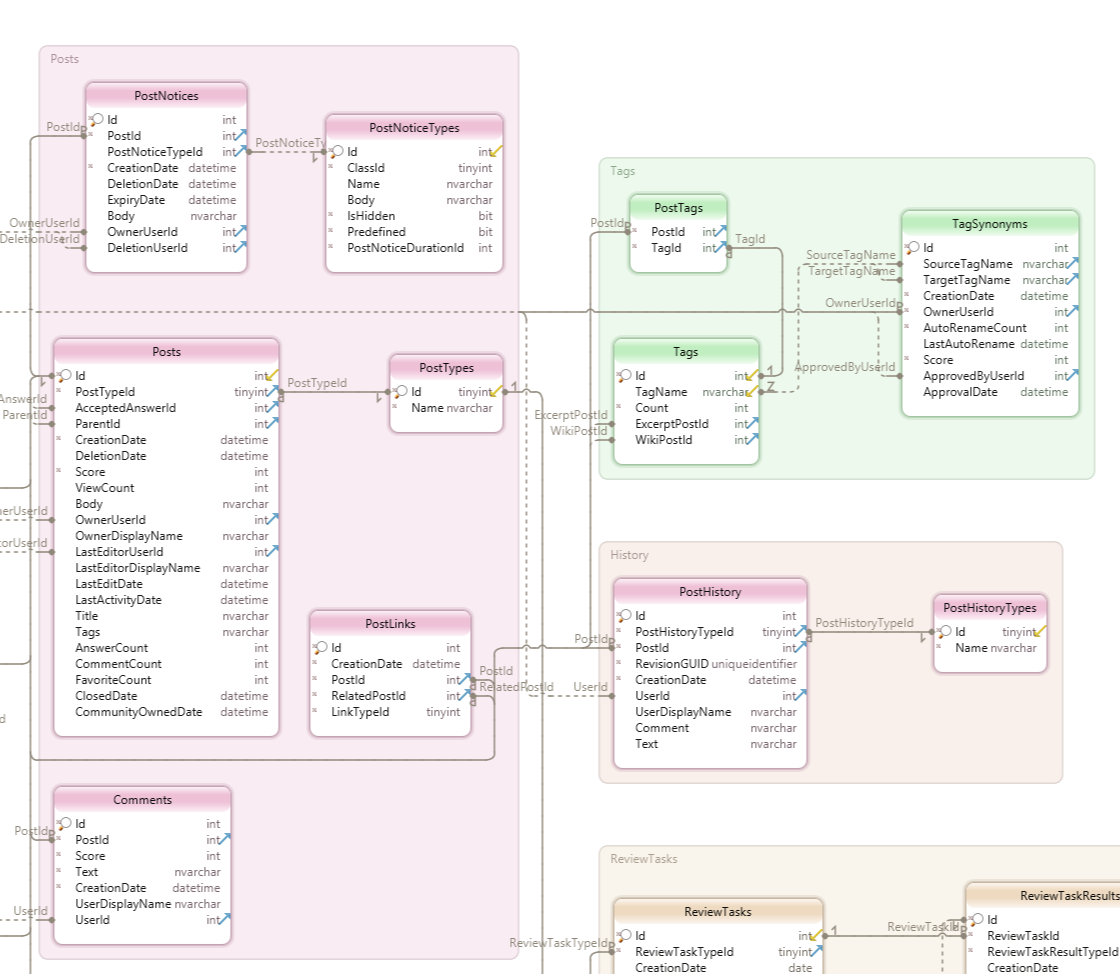 Posts
PostNotices
Id int
PostId int
PostNoticeTypeId int
CreationDate datetime
DeletionDate datetime
ExpiryDate datetime
Body nvarchar
OwnerUserId int
DeletionUserId int
PostId
OwnerUserId
DeletionUserId
PostNoticeTy
PostNoticeTypes
Id int
ClassId tinyint
Name nvarchar
Body nvarchar
IsHidden bit
Predefined bit
PostNoticeDurationId int
Posts
Id int
PostTypeId tinyint
AcceptedAnswerId int
ParentId int
CreationDate datetime
DeletionDate datetime
Score int
ViewCount int
Body nvarchar
OwnerUserId int
OwnerDisplayName nvarchar
LastEditorUserId int
LastEditorDisplayName nvarchar
LastEditDate datetime
LastActivityDate datetime
Title nvarchar
Tags nvarchar
AnswerCount int
CommentCount int
FavoriteCount int
ClosedDate datetime
CommunityOwnedDate datetime
AnswerId
ParentId
nerUserId
torUserId
d
PostTypeId
PostTypes
Id tinyint
Name nvarchar
1
PostLinks
Id int
CreationDate datetime
PostId int
RelatedPostId int
LinkTypeId tinyint
PostId
RelatedPostId
Comments
Id int
PostId int
Score int
Text nvarchar
CreationDate datetime
UserDisplayName nvarchar
UserId int
PostId
UserId
Tags
PostTags
PostId int
TagId int
PostId
TagId
TagSynonyms
Id int
SourceTagName nvarchar
TargetTagName nvarchar
CreationDate datetime
OwnerUserId int
AutoRenameCount int
LastAutoRename datetime
Score int
ApprovedByUserId int
ApprovalDate datetime
SourceTagName
TargetTagName
OwnerUserId
ApprovedByUserId
Tags
Id int
TagName nvarchar
Count int
ExcerptPostId int
WikiPostId int
1
ExcerptPostId
WikiPostId
History
PostHistory
Id int
PostHistoryTypeId tinyint
PostId int
RevisionGUID uniqueidentifier
CreationDate datetime
UserId int
UserDisplayName nvarchar
Comment nvarchar
Text nvarchar
PostId
UserId
PostHistoryTypeId
PostHistoryTypes
Id tinyint
Name nvarchar
ReviewTasks
ReviewTasks
Id int
ReviewTaskTypeId tinyint
CreationDate date
ReviewTaskTypeId
1
ReviewTaskResults
Id
ReviewTaskId
ReviewTaskResultTypeId
CreationDate